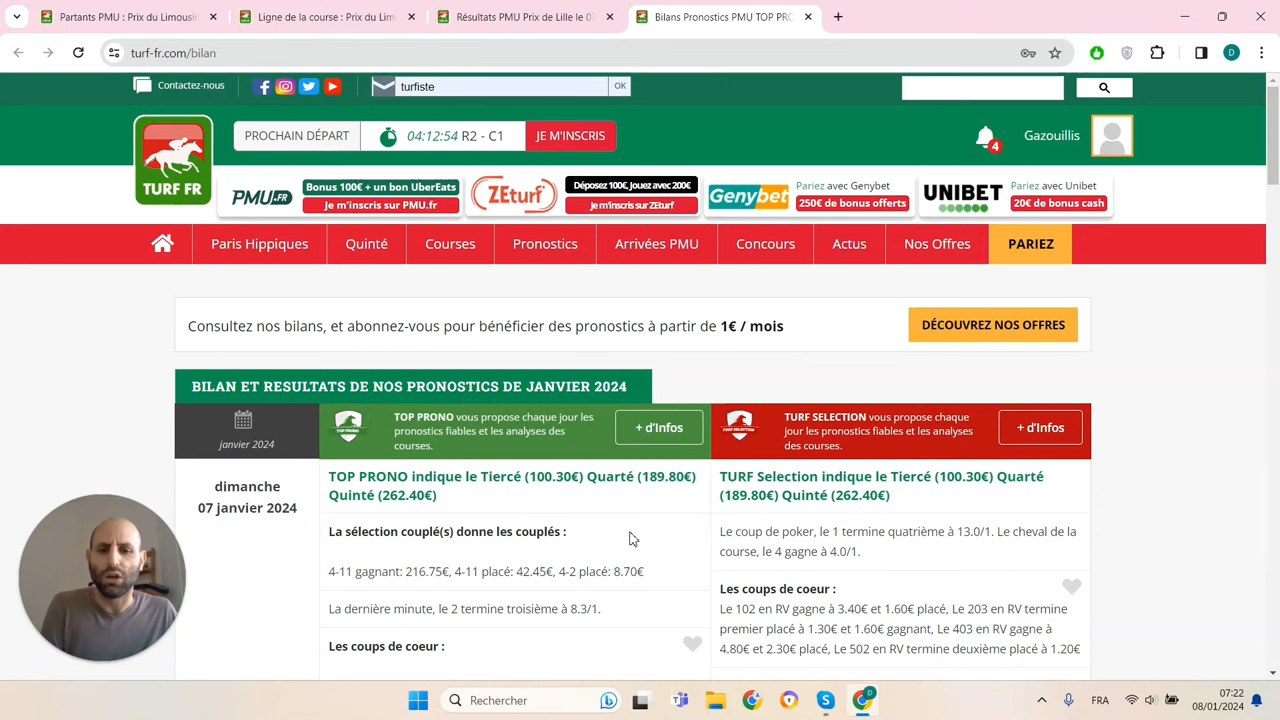 Partants PMU : Prix du Limousi
Ligne de la course : Prix du Lim
Résultats PMU Prix de Lille le 07
Bilans Pronostics PMU TOP PRO
turf-fr.com/bilan
D
Contactez-nous
turfiste
OK
TURF FR
PROCHAIN DÉPART
04:12:54 R2 - C1
JE M'INSCRIS
4
Gazouillis
PMU.FR
Bonus 100€ + un bon UberEats
Je m'inscris sur PMU.fr
ZEturf
Déposez 100€, Jouez avec 200€
Je m'inscris sur ZEturf
Genybet
Pariez avec Genybet
250€ de bonus offerts
UNIBET
Pariez avec Unibet
20€ de bonus cash
Paris Hippiques
Quinté
Courses
Pronostics
Arrivées PMU
Concours
Actus
Nos Offres
PARIEZ
Consultez nos bilans, et abonnez-vous pour bénéficier des pronostics à partir de 1€ / mois
DÉCOUVREZ NOS OFFRES
BILAN ET RESULTATS DE NOS PRONOSTICS DE JANVIER 2024
janvier 2024
TOP PRONO
TOP PRONO vous propose chaque jour les
pronostics fiables et les analyses des
courses.
+ d'Infos
TURF SELECTION
TURF SELECTION vous propose chaque
jour les pronostics fiables et les analyses
des courses.
+ d'Infos
dimanche
07 janvier 2024
TOP PRONO indique le Tiercé (100.30€) Quarté (189.80€)
Quinté (262.40€)
La sélection couplé(s) donne les couplés :
4-11 gagnant: 216.75€, 4-11 placé: 42.45€, 4-2 placé: 8.70€
La dernière minute, le 2 termine troisième à 8.3/1.
Les coups de coeur :
TURF Selection indique le Tiercé (100.30€) Quarté
(189.80€) Quinté (262.40€)
Le coup de poker, le 1 termine quatrième à 13.0/1. Le cheval de la
course, le 4 gagne à 4.0/1.
Les coups de coeur :
Le 102 en RV gagne à 3.40€ et 1.60€ placé, Le 203 en RV termine
premier placé à 1.30€ et 1.60€ gagnant, Le 403 en RV gagne à
4.80€ et 2.30€ placé, Le 502 en RV termine deuxième placé à 1.20€
Rechercher
D
FRA
07:22
08/01/2024